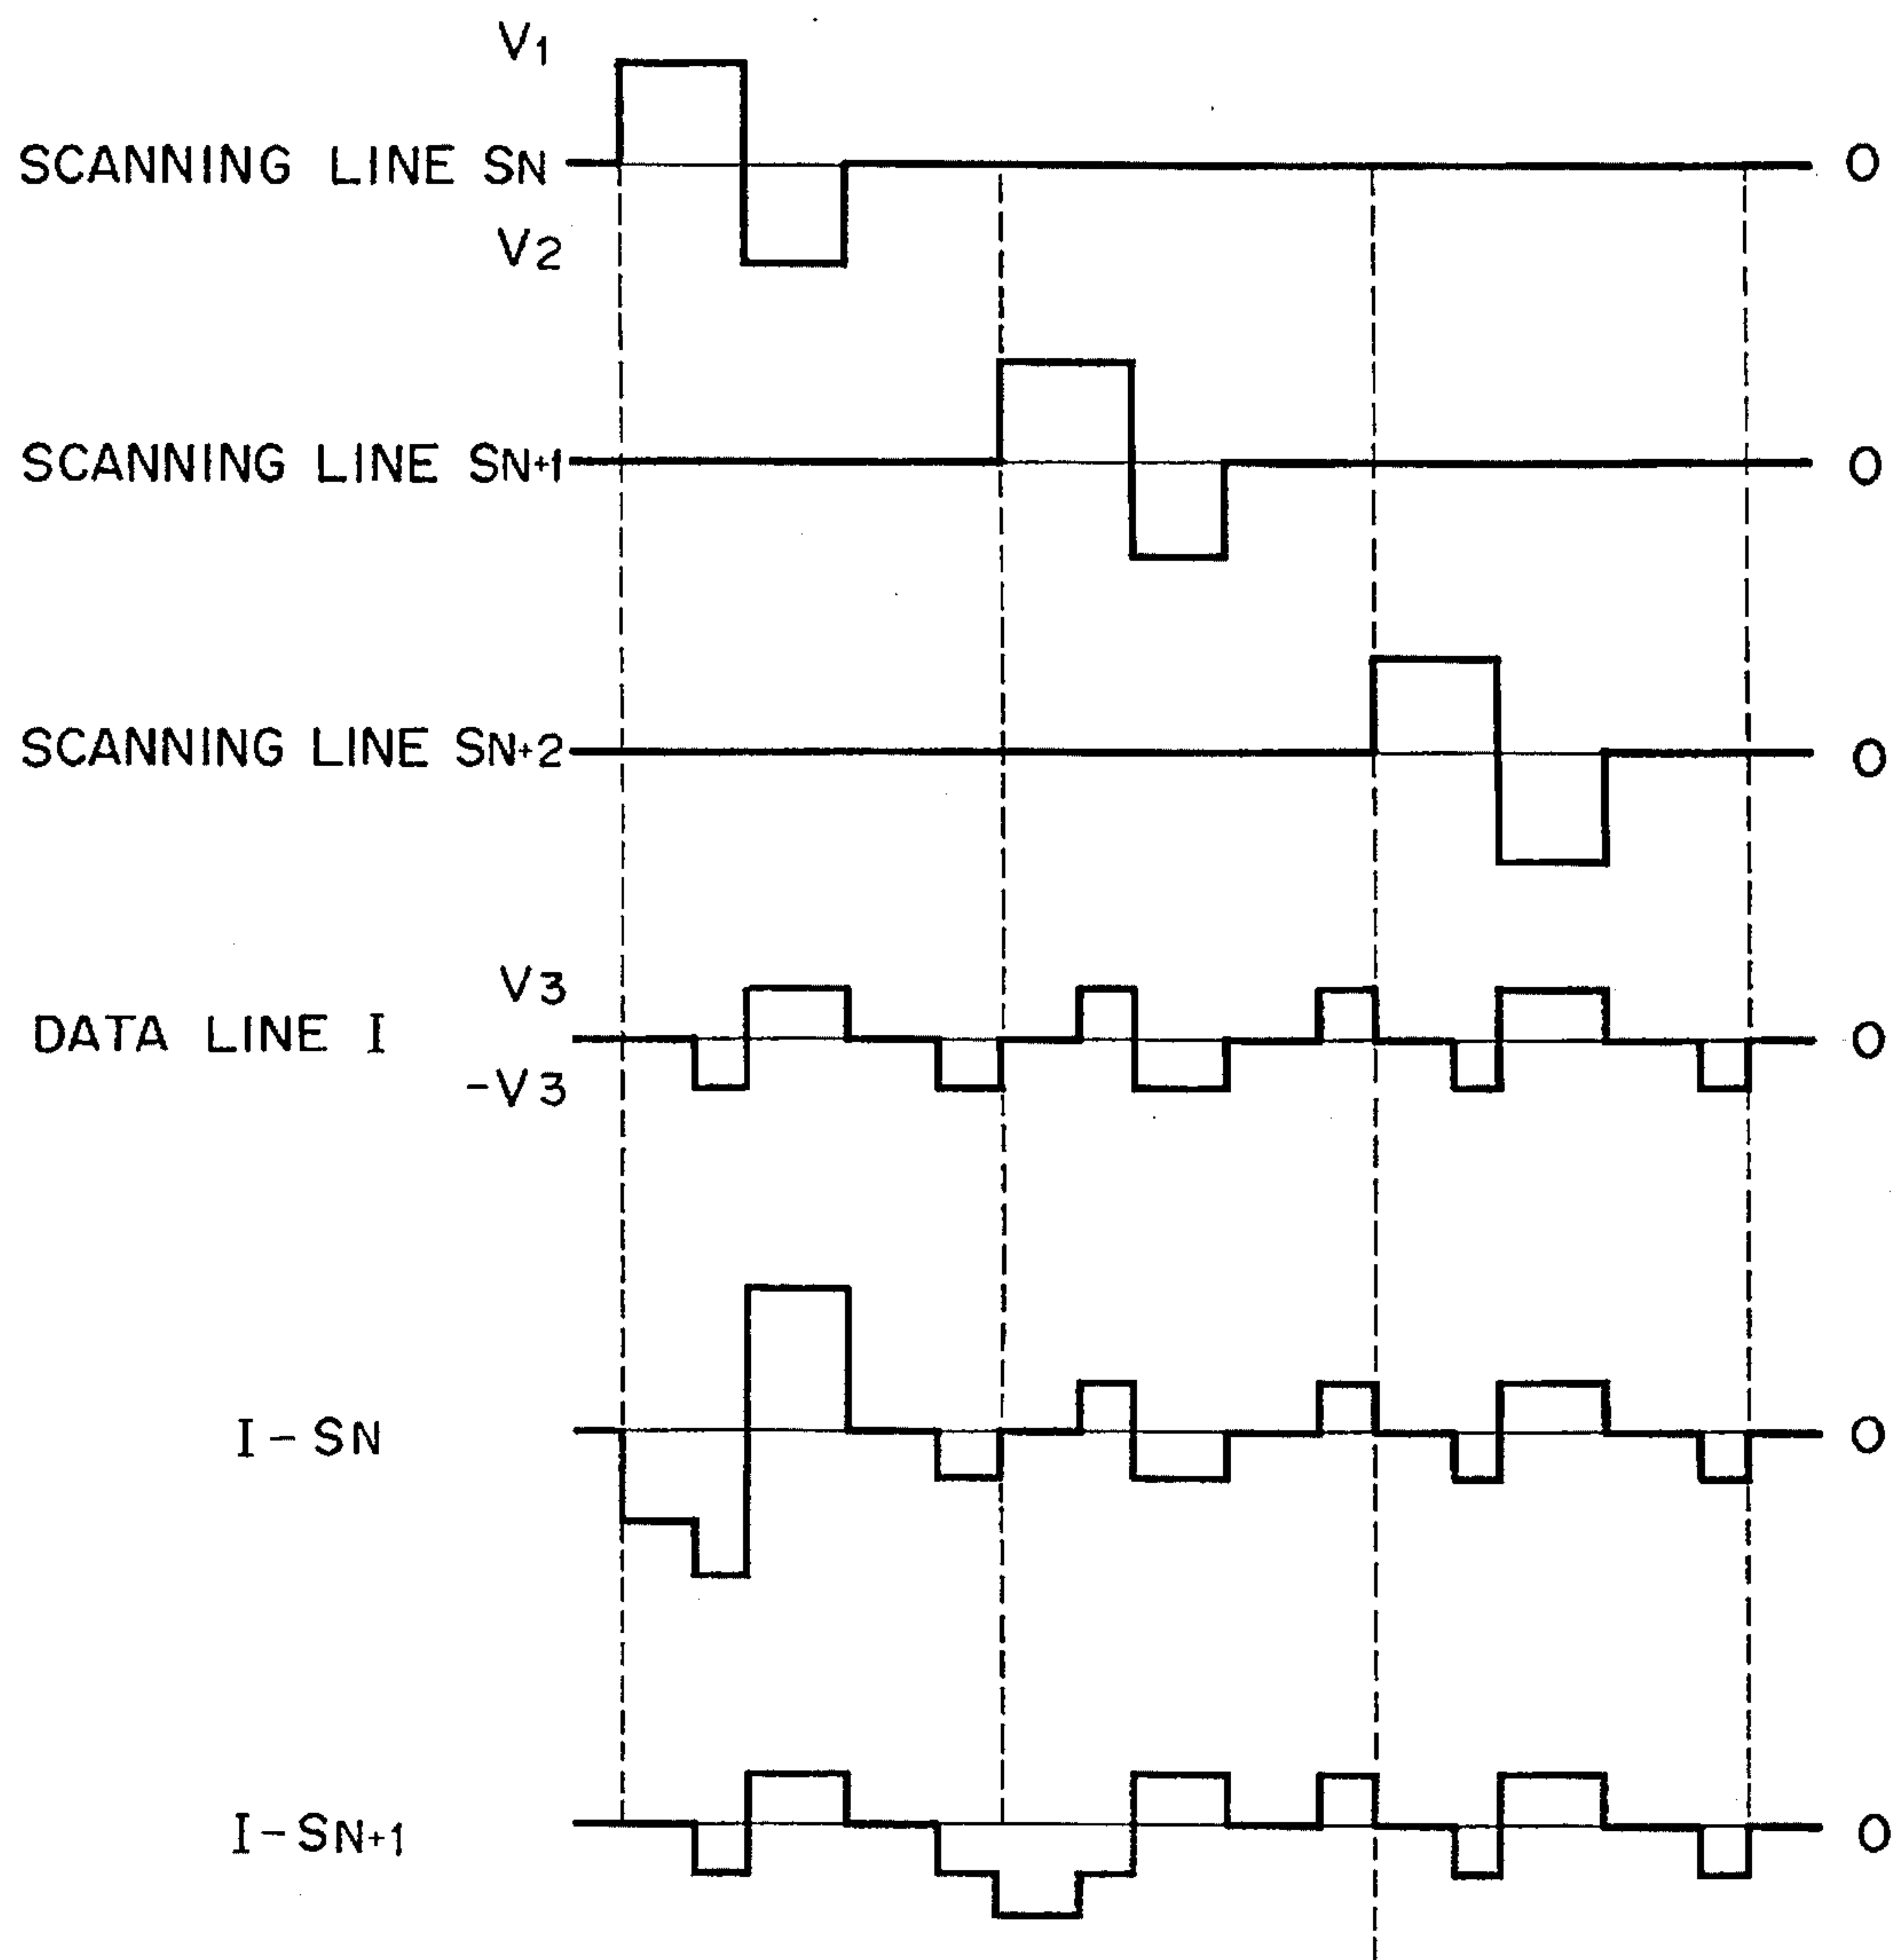 V1
SCANNING LINE SN O
V2
SCANNING LINE SN+1 O
SCANNING LINE SN+2 O
V3
DATA LINE I O
-V3
I-SN O
I-SN+1 O